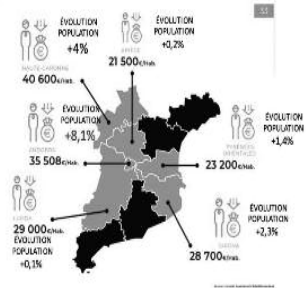 53
ÉVOLUTION
POPULATION
+4%
HAUTE-GARONNE
40 600€/Hab.
ÉVOLUTION
POPULATION
+0,2%
ARIÈGE
21 500€/Hab.
ÉVOLUTION
POPULATION
+8,1%
ANDORRE
35 508€/Hab.
ÉVOLUTION
POPULATION
+1,4%
PYRÉNÉES
ORIENTALES
23 200€/Hab.
LLEIDA
29 000€/Hab.
ÉVOLUTION
POPULATION
+0,1%
ÉVOLUTION
POPULATION
+2,3%
GIRONA
28 700€/Hab.